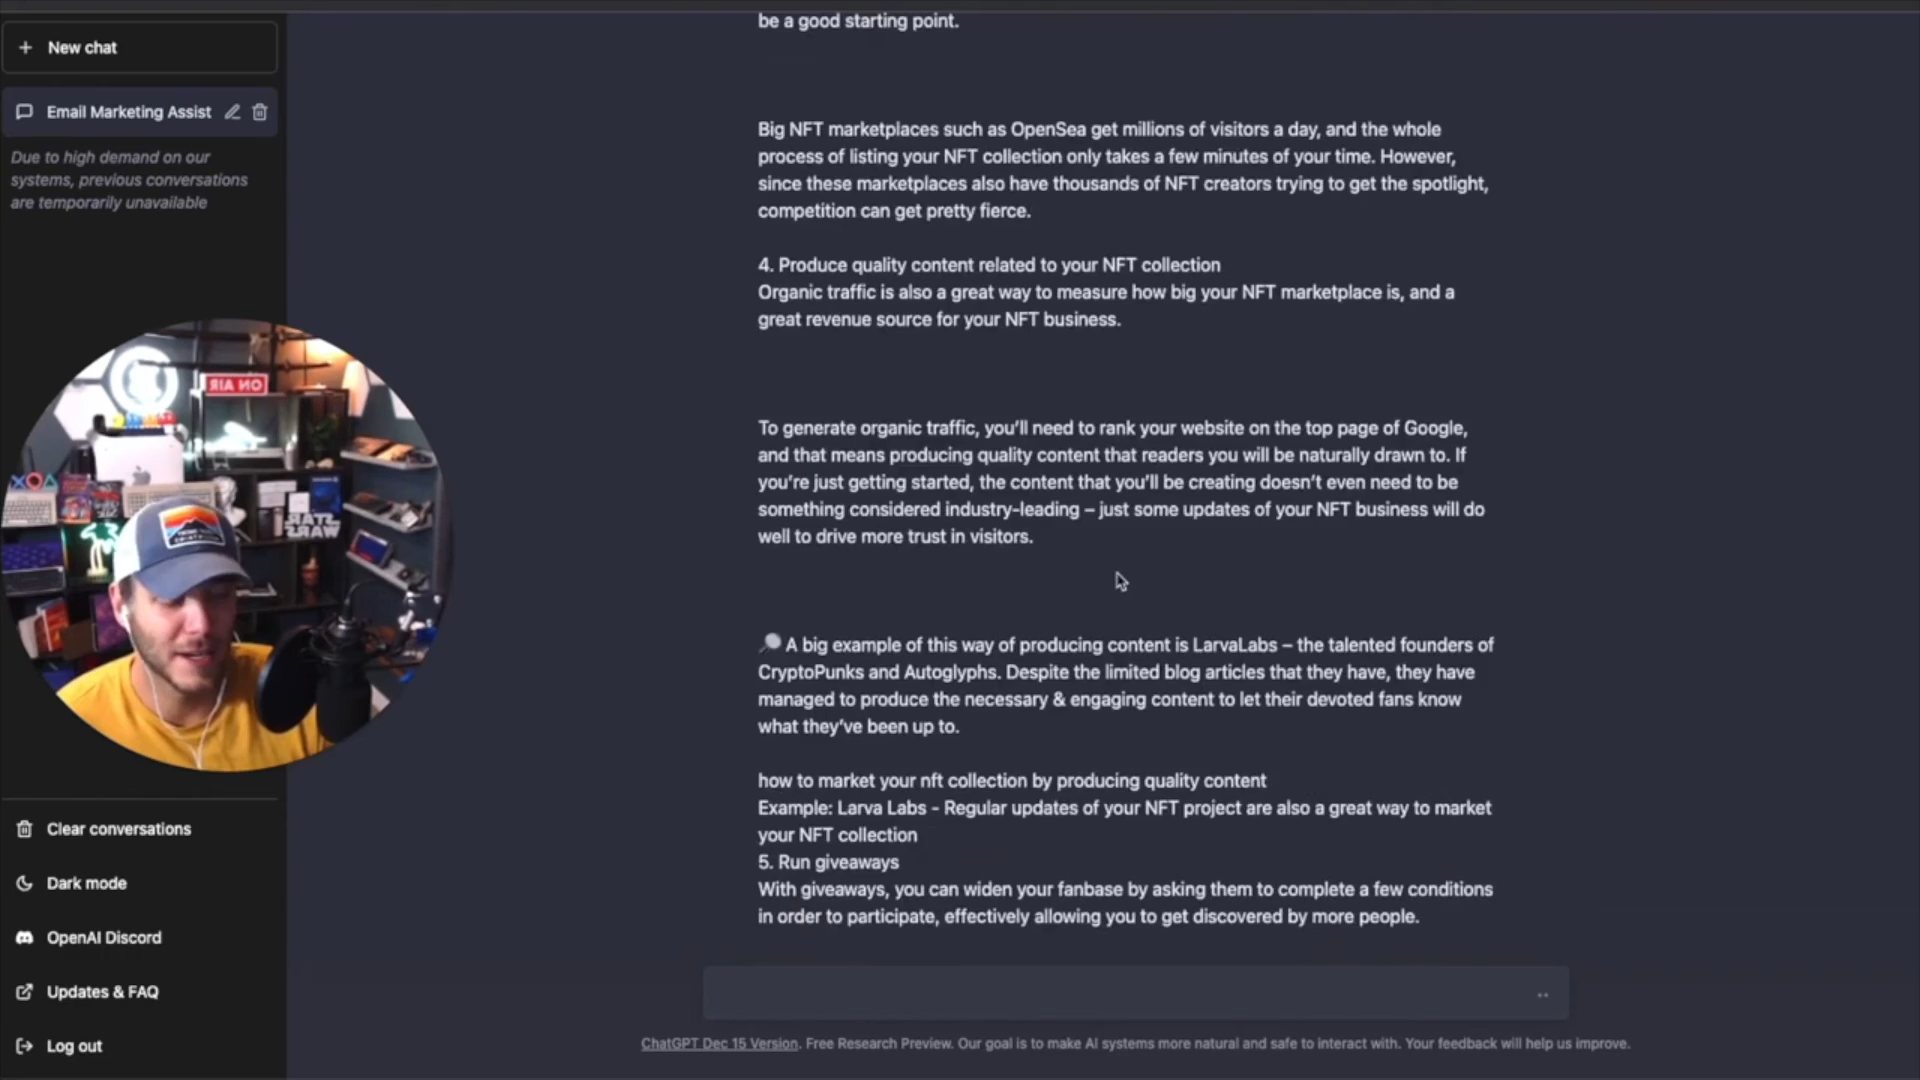 New chat
Email Marketing Assist
Due to high demand on our
systems, previous conversations
are temporarily unavailable
be a good starting point.
Big NFT marketplaces such as OpenSea get millions of visitors a day, and the whole
process of listing your NFT collection only takes a few minutes of your time. However,
since these marketplaces also have thousands of NFT creators trying to get the spotlight,
competition can get pretty fierce.
4. Produce quality content related to your NFT collection
Organic traffic is also a great way to measure how big your NFT marketplace is, and a
great revenue source for your NFT business.
To generate organic traffic, you’ll need to rank your website on the top page of Google,
and that means producing quality content that readers you will be naturally drawn to. If
you’re just getting started, the content that you’ll be creating doesn’t even need to be
something considered industry-leading – just some updates of your NFT business will do
well to drive more trust in visitors.
A big example of this way of producing content is LarvaLabs – the talented founders of
CryptoPunks and Autoglyphs. Despite the limited blog articles that they have, they have
managed to produce the necessary & engaging content to let their devoted fans know
what they’ve been up to.
how to market your nft collection by producing quality content
Example: Larva Labs - Regular updates of your NFT project are also a great way to market
your NFT collection
5. Run giveaways
With giveaways, you can widen your fanbase by asking them to complete a few conditions
in order to participate, effectively allowing you to get discovered by more people.
ON AIR
STAR
WARS
Clear conversations
Dark mode
OpenAI Discord
Updates & FAQ
Log out
ChatGPT Dec 15 Version. Free Research Preview. Our goal is to make AI systems more natural and safe to interact with. Your feedback will help us improve.